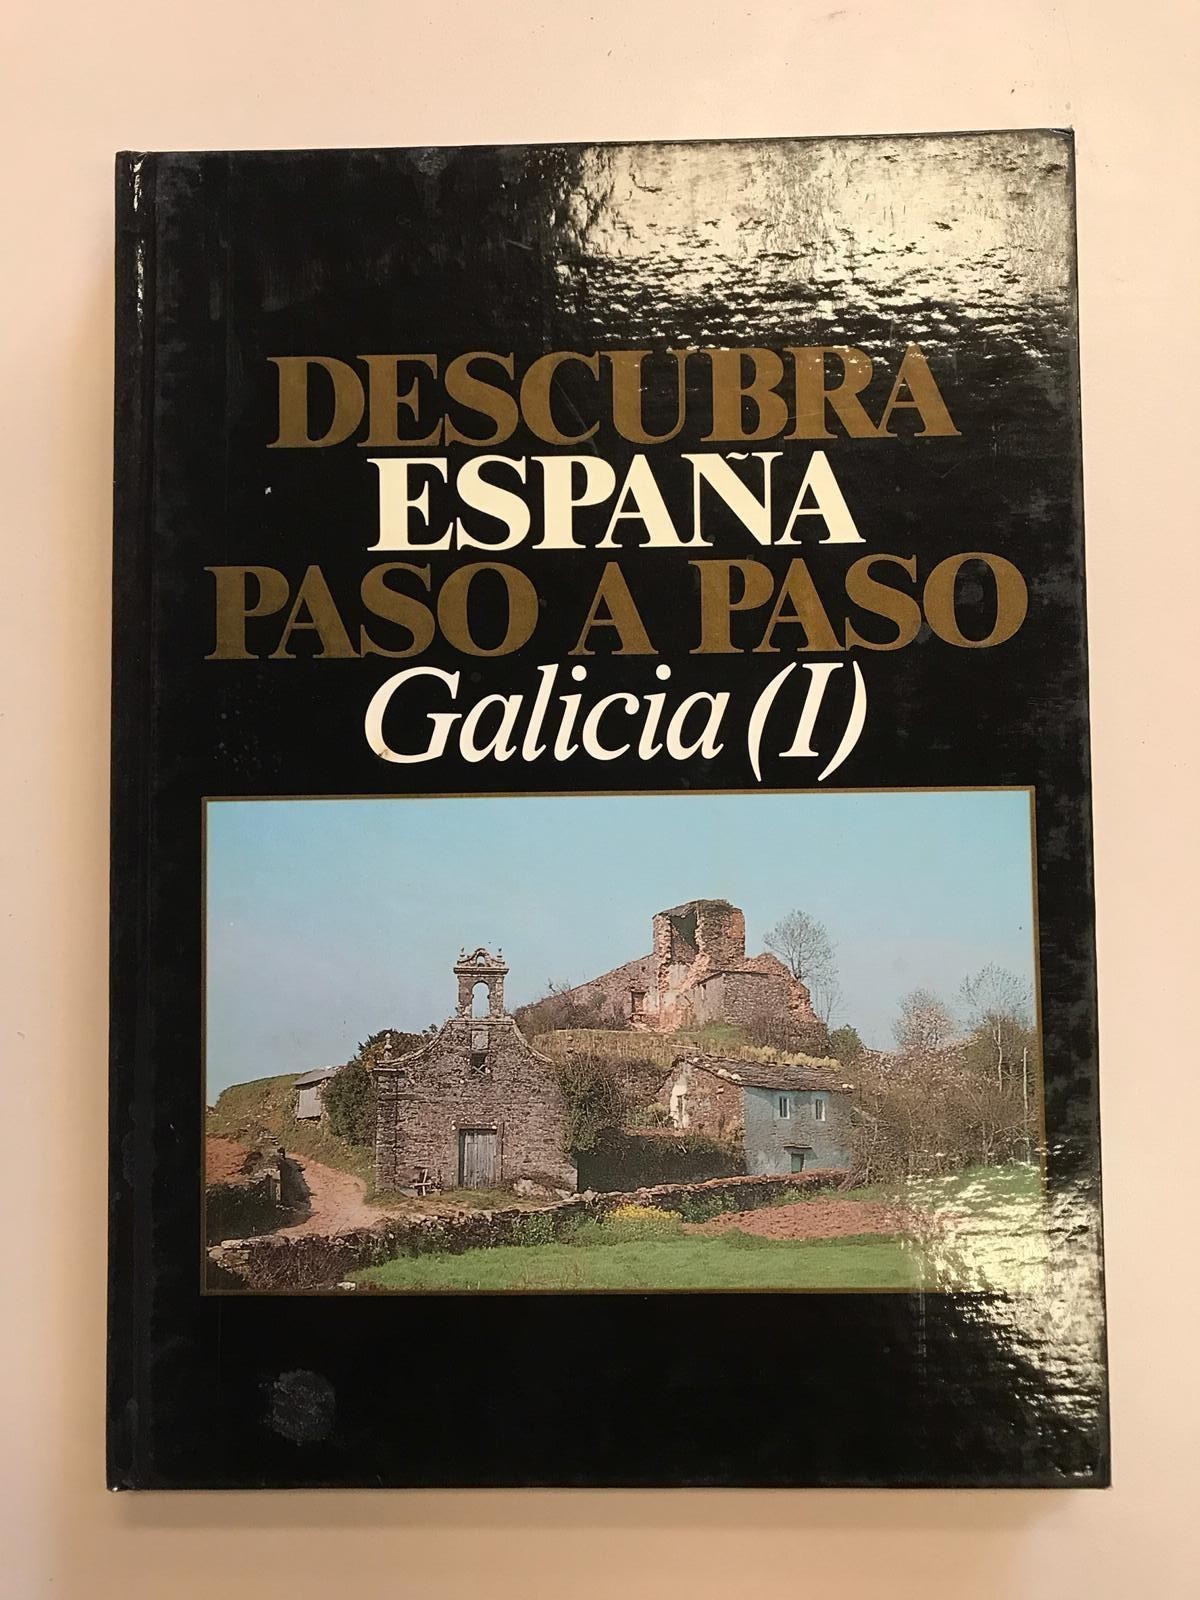 DESCUBRA
ESPAÑA
PASO A PASO
Galicia (I)